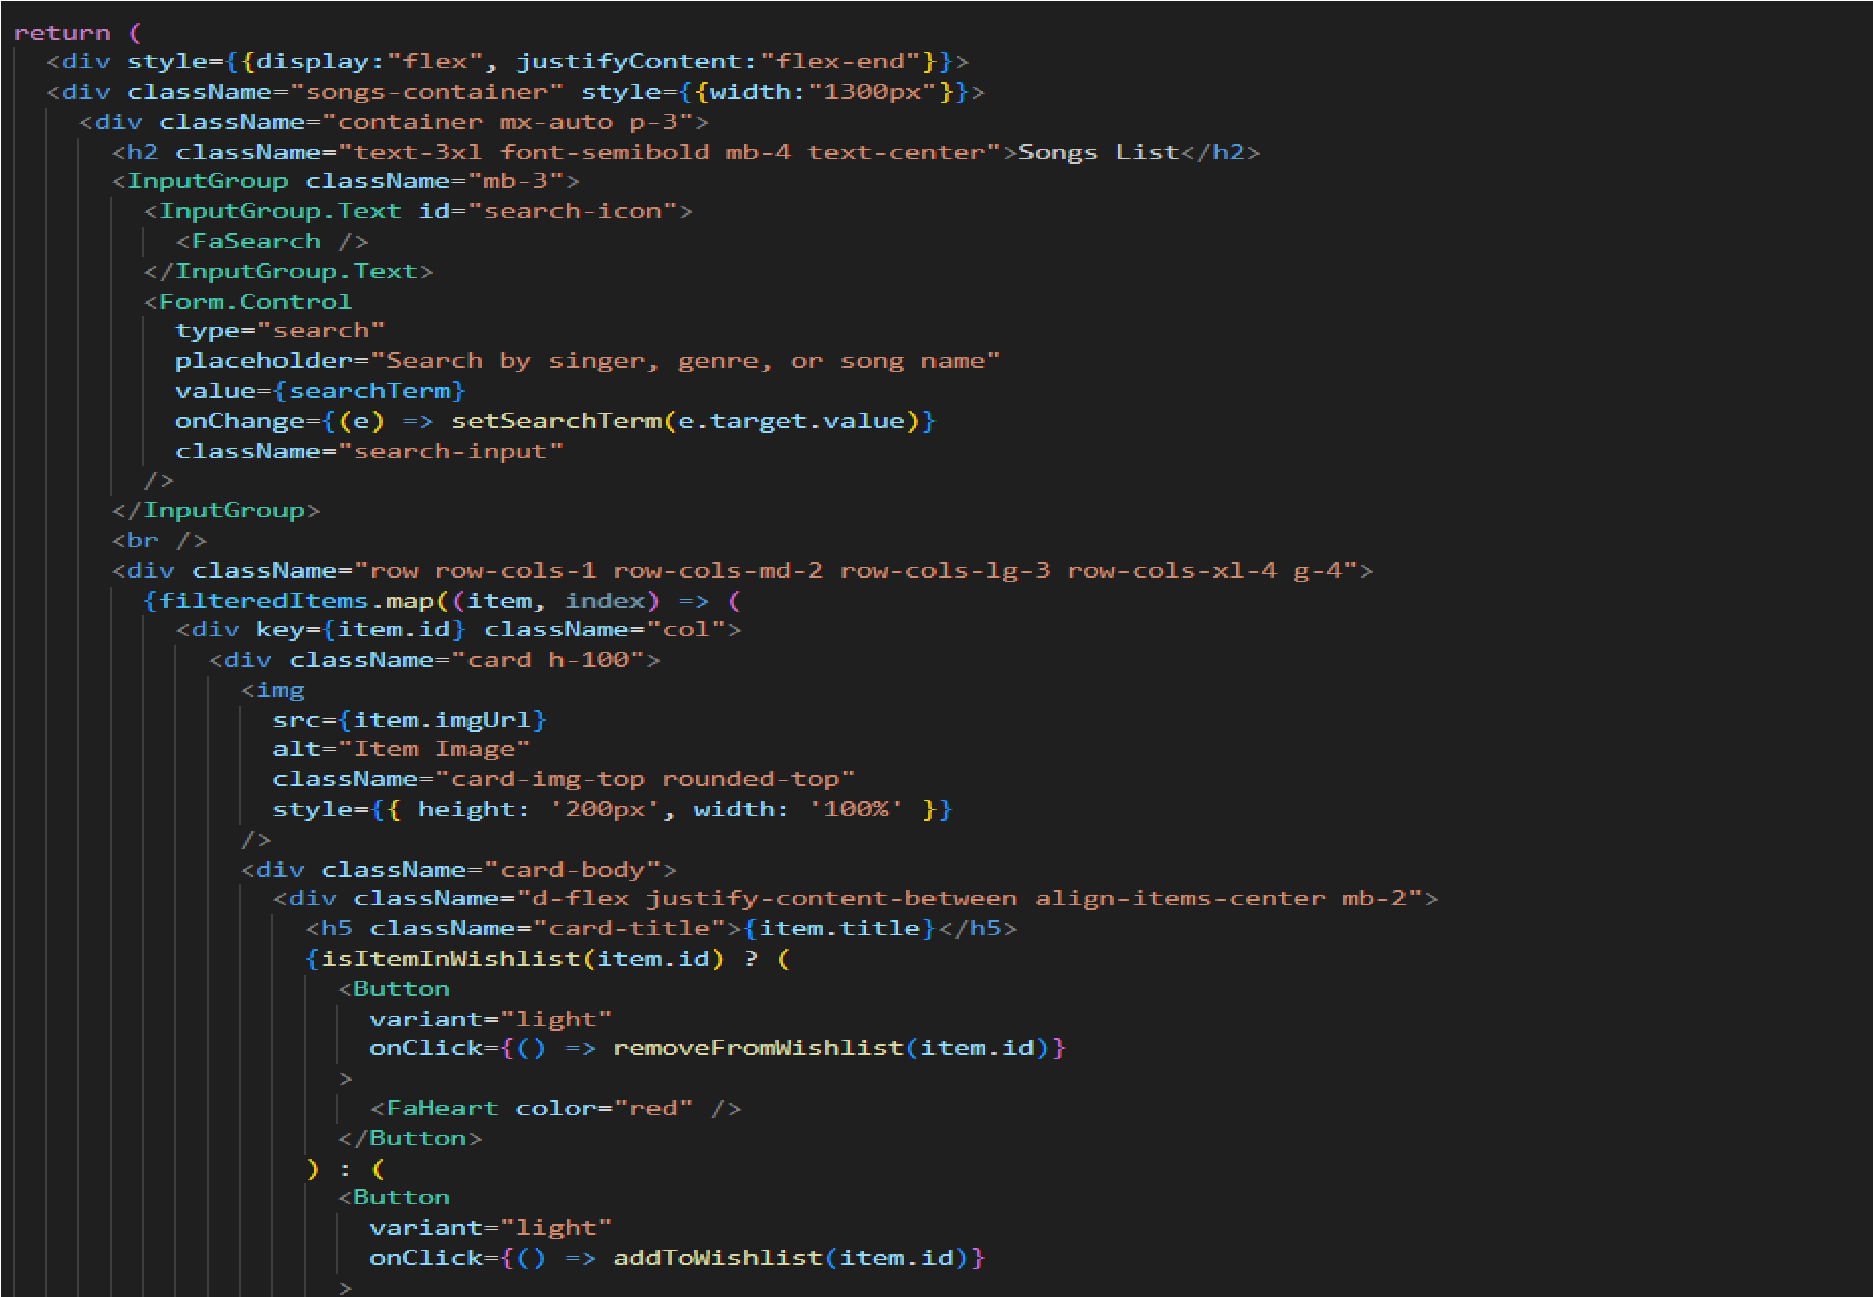 return (
<div style={{display:"flex", justifyContent:"flex-end"}}>
<div className="songs-container" style={{width:"1300px"}}>
<div className="container mx-auto p-3">
<h2 className="text-3xl font-semibold mb-4 text-center">Songs List</h2>
<InputGroup className="mb-3">
<InputGroup.Text id="search-icon">
<FaSearch />
</InputGroup.Text>
<Form.Control
type="search"
placeholder="Search by singer, genre, or song name"
value={searchTerm}
onChange={(e) => setSearchTerm(e.target.value)}
className="search-input"
/>
</InputGroup>
<br />
<div className="row row-cols-1 row-cols-md-2 row-cols-lg-3 row-cols-xl-4 g-4">
{filteredItems.map((item, index) => (
<div key={item.id} className="col">
<div className="card h-100">
<img
src={item.imgUrl}
alt="Item Image"
className="card-img-top rounded-top"
style={{ height: '200px', width: '100%' }}
/>
<div className="card-body">
<div className="d-flex justify-content-between align-items-center mb-2">
<h5 className="card-title">{item.title}</h5>
{isItemInWishlist(item.id) ? (
<Button
variant="light"
onClick={() => removeFromWishlist(item.id)}
>
<FaHeart color="red" />
</Button>
) : (
<Button
variant="light"
onClick={() => addToWishlist(item.id)}
>